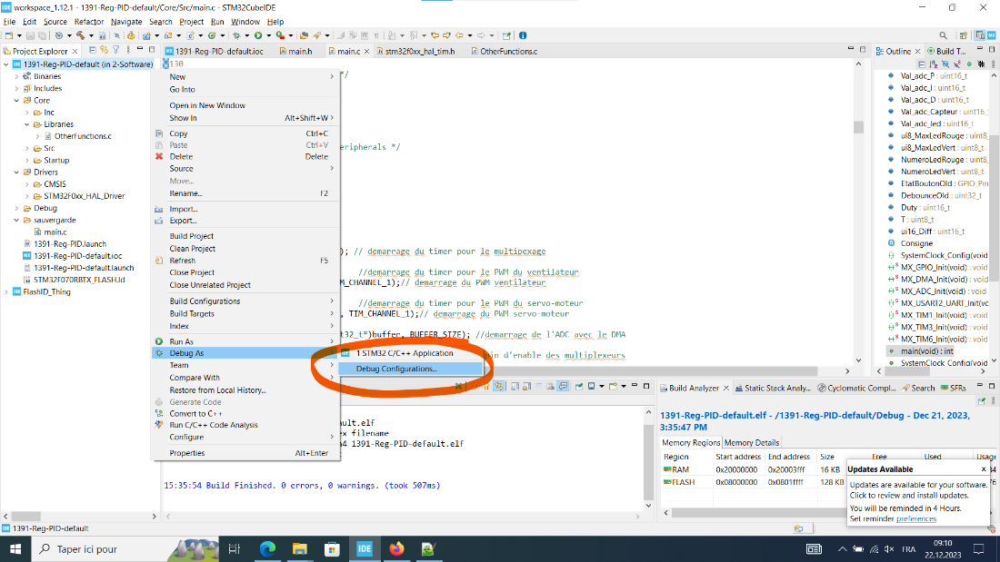 workspace_1.12.1 - 1391-Reg-PID-default/Core/Src/main.c - STM32CubeIDE
File Edit Source Refactor Navigate Search Project Run Window Help
Project Explorer
1391-Reg-PID-default (in 2-Software)
Binaries
Includes
Core
Inc
Libraries
OtherFunctions.c
Src
Startup
Drivers
CMSIS
STM32F0xx_HAL_Driver
Debug
sauvergarde
main.c
1391-Reg-PID.launch
1391-Reg-PID-default.ioc
1391-Reg-PID-default.launch
STM32F070RBTX_FLASH.ld
FlashID_Thing
New
Go Into
Open in New Window
Show In Alt+Shift+W
Copy Ctrl+C
Paste Ctrl+V
Delete Delete
Source
Move...
Rename... F2
Import...
Export...
Build Project
Clean Project
Refresh F5
Close Project
Close Unrelated Project
Build Configurations
Build Targets
Index
Run As
Debug As
Team
Compare With
Restore from Local History...
Generate Code
Convert to C++
Run C/C++ Code Analysis
Configure
Properties Alt+Enter
1 STM32 C/C++ Application
Debug Configurations...
1391-Reg-PID-default.ioc main.h main.c stm32f0xx_hal_tim.h OtherFunctions.c
130
*/
eripherals */
); // demarrage du timer pour le multipexage
//demarrage du timer pour le PWM du ventilateur
M_CHANNEL_1);// demarrage du PWM ventilateur
//demarrage du timer pour le PWM du servo-moteur
, TIM_CHANNEL_1);// demarrage du PWM servo-moteur
t32_t*)buffer, BUFFER_SIZE); //demarrage de l'ADC avec le DMA
in d'enable des multiplexeurs
ault.elf
ex filename
a4 1391-Reg-PID-default.elf
15:35:54 Build Finished. 0 errors, 0 warnings. (took 507ms)
Outline Build T...
Val_adc_P : uint16_t
Val_adc_I : uint16_t
Val_adc_D : uint16_t
Val_adc_Capteur : uint16_t
Val_adc_led : uint16_t
ui8_MaxLedRouge : uint8_
ui8_MaxLedVert : uint8_t
NumeroLedRouge : uint8_t
NumeroLedVert : uint8_t
EtatBoutonOld : GPIO_Pin
DebounceOld : uint32_t
Duty : uint16_t
T : uint8_t
ui16_Diff : uint16_t
Consigne
SystemClock_Config(void
MX_GPIO_Init(void) : void
MX_DMA_Init(void) : void
MX_ADC_Init(void) : void
MX_USART2_UART_Init(vo
MX_TIM1_Init(void) : void
MX_TIM3_Init(void) : void
MX_TIM6_Init(void) : void
main(void) : int
SystemClock_Config(void
Build Analyzer Static Stack Analy... Cyclomatic Compl... Search SFRs
1391-Reg-PID-default.elf - /1391-Reg-PID-default/Debug - Dec 21, 2023,
3:35:47 PM
Memory Regions Memory Details
Region Start address End address Size Free Used Usage
RAM 0x20000000 0x20003fff 16 KB
FLASH 0x08000000 0x0801ffff 128 KB
Updates Available
Updates are available for your software.
Click to review and install updates.
You will be reminded in 4 Hours.
Set reminder preferences
1391-Reg-PID-default
Taper ici pour
IDE
FRA
09:10
22.12.2023